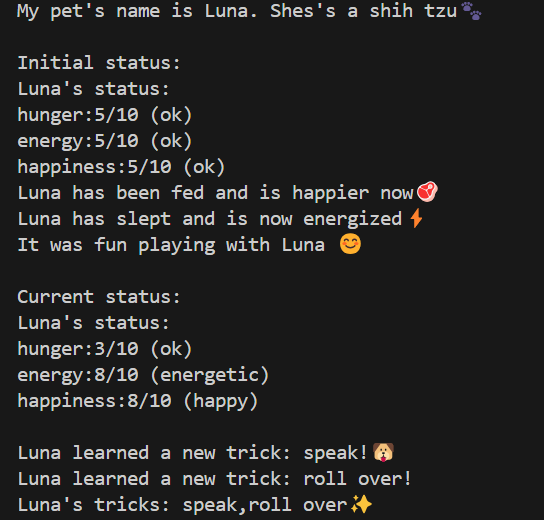 My pet's name is Luna. Shes's a shih tzu🐾
Initial status:
Luna's status:
hunger:5/10 (ok)
energy:5/10 (ok)
happiness:5/10 (ok)
Luna has been fed and is happier now🍖
Luna has slept and is now energized⚡
It was fun playing with Luna 😊
Current status:
Luna's status:
hunger:3/10 (ok)
energy:8/10 (energetic)
happiness:8/10 (happy)
Luna learned a new trick: speak!🐶
Luna learned a new trick: roll over!
Luna's tricks: speak,roll over✨